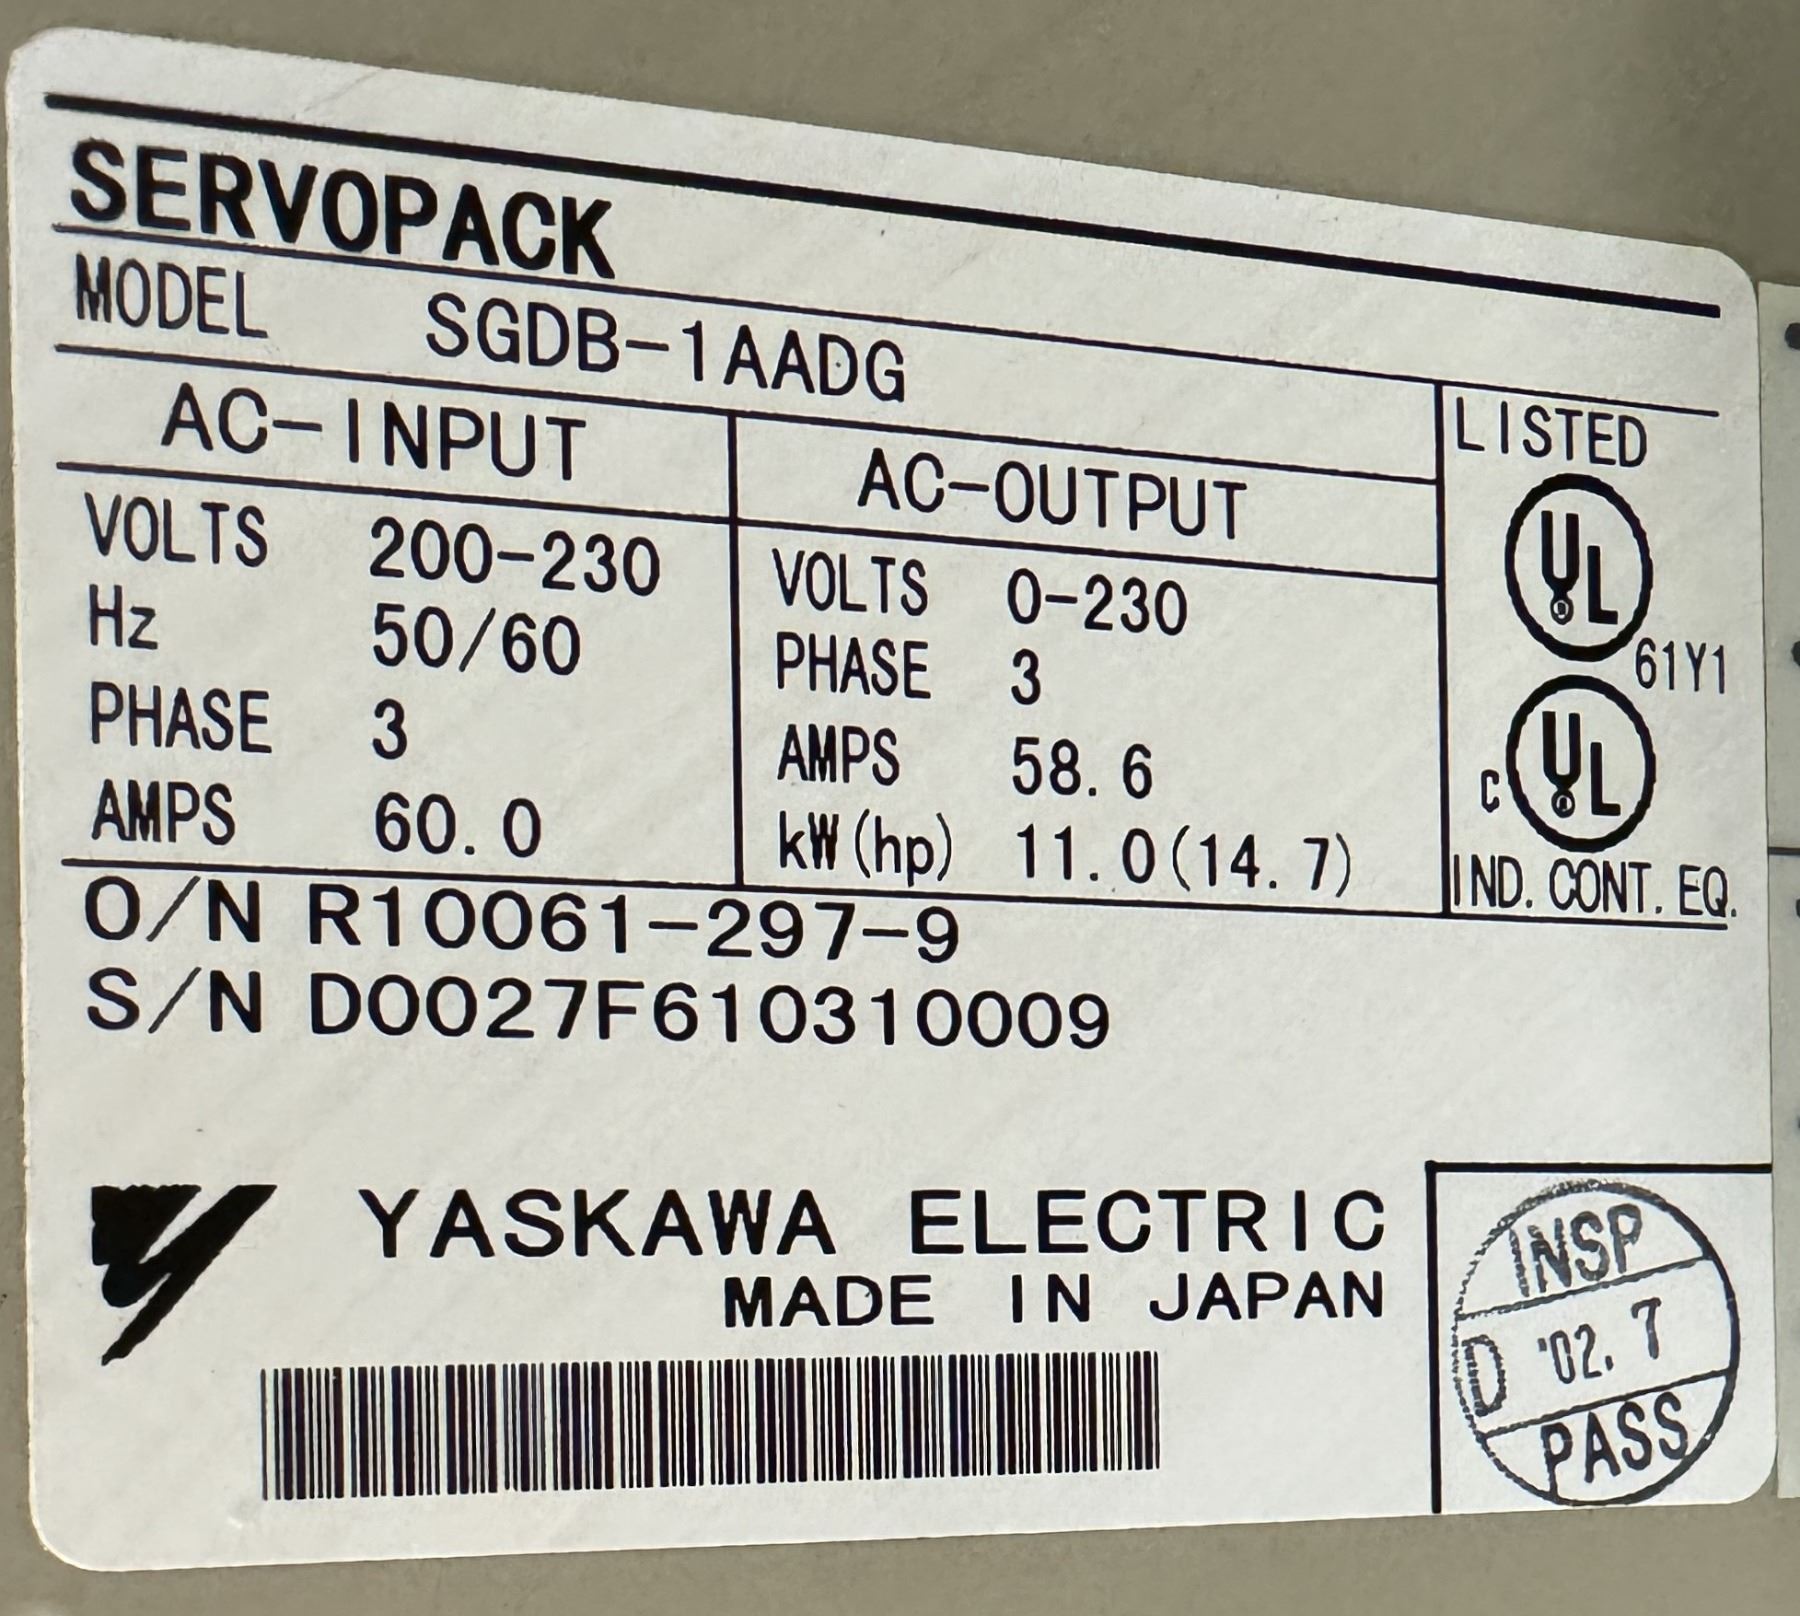 SERVOPACK
MODEL SGDB-1AADG
AC-INPUT
VOLTS 200-230
Hz 50/60
PHASE 3
AMPS 60.0
AC-OUTPUT
VOLTS 0-230
PHASE 3
AMPS 58.6
kW(hp) 11.0(14.7)
LISTED
UL
61Y1
C UL
IND. CONT. EQ.
O/N R10061-297-9
S/N D0027F610310009
YASKAWA ELECTRIC
MADE IN JAPAN
INSP
D '02.7
PASS